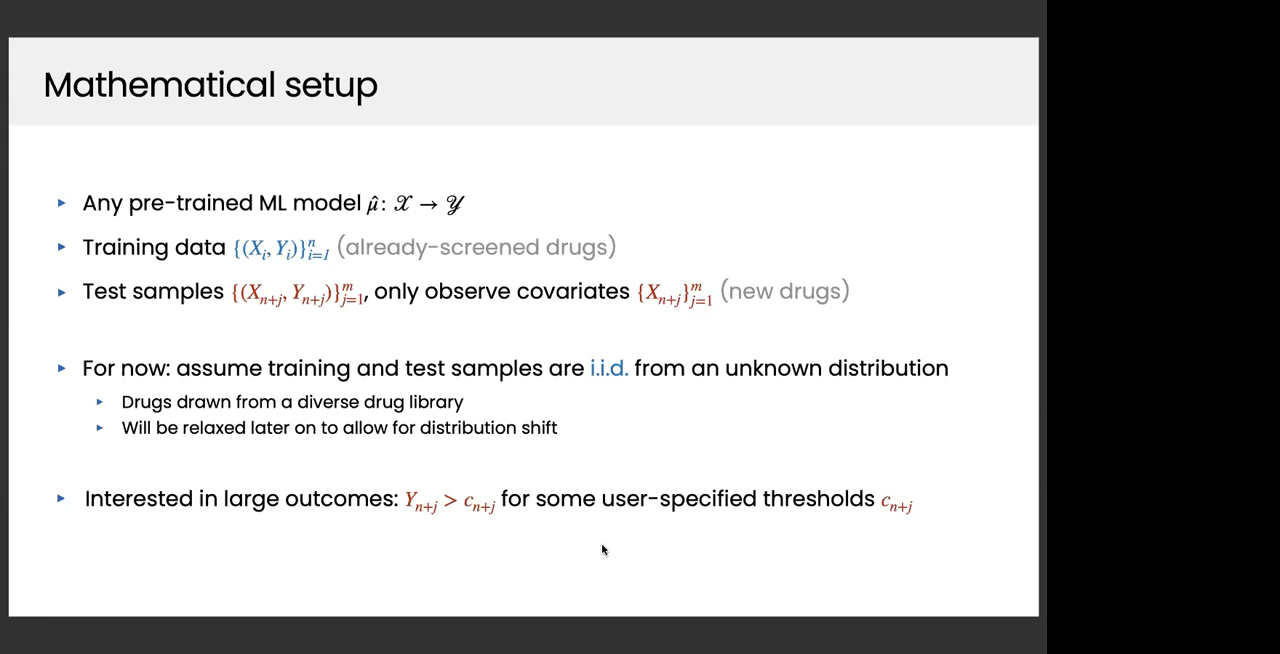 Mathematical setup
▸ Any pre-trained ML model μ̂: 𝒳 → 𝒴
▸ Training data {(Xᵢ, Yᵢ)}ⁿᵢ₌₁ (already-screened drugs)
▸ Test samples {(Xₙ₊ⱼ, Yₙ₊ⱼ)}ᵐⱼ₌₁, only observe covariates {Xₙ₊ⱼ}ᵐⱼ₌₁ (new drugs)
▸ For now: assume training and test samples are i.i.d. from an unknown distribution
▸ Drugs drawn from a diverse drug library
▸ Will be relaxed later on to allow for distribution shift
▸ Interested in large outcomes: Yₙ₊ⱼ > cₙ₊ⱼ for some user-specified thresholds cₙ₊ⱼ